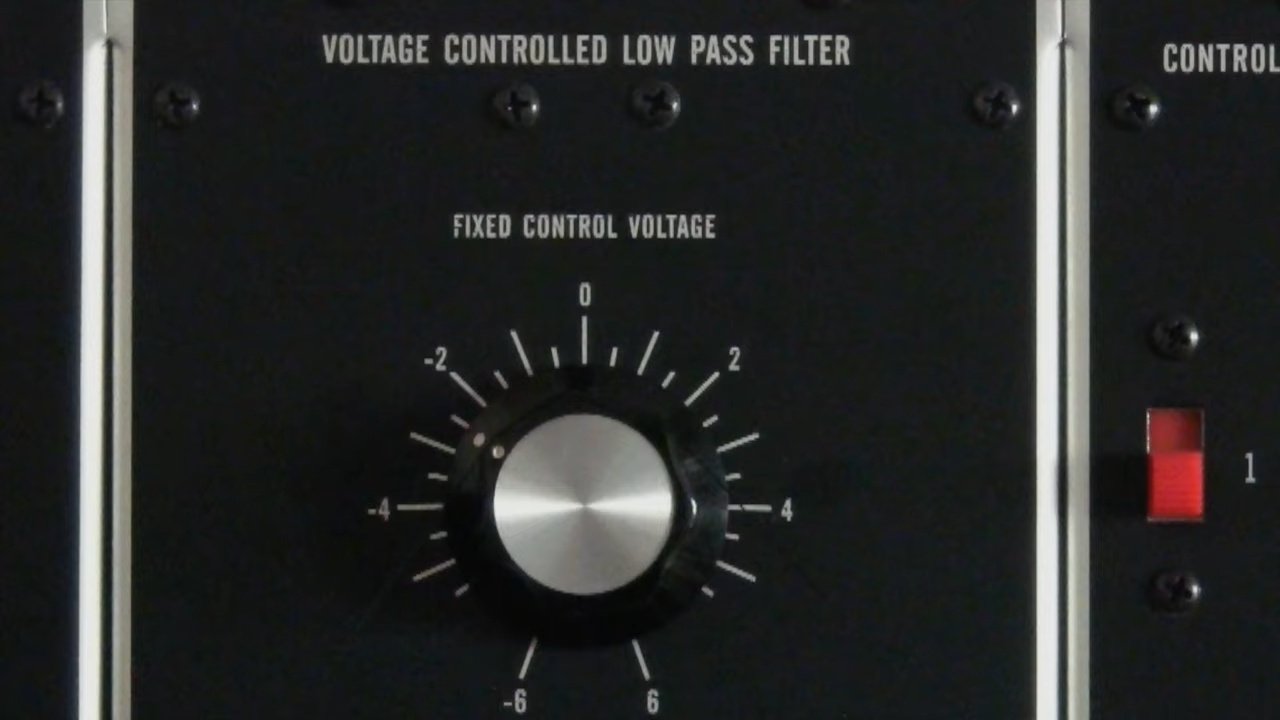 VOLTAGE CONTROLLED LOW PASS FILTER
CONTROL
FIXED CONTROL VOLTAGE
0
-2
2
-4
4
-6
6
1